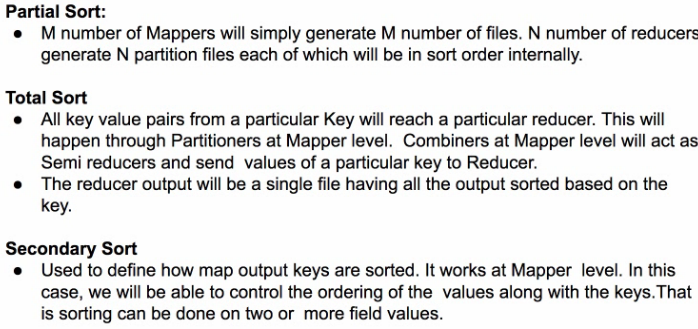 Partial Sort:
● M number of Mappers will simply generate M number of files. N number of reducers
generate N partition files each of which will be in sort order internally.
Total Sort
● All key value pairs from a particular Key will reach a particular reducer. This will
happen through Partitioners at Mapper level.  Combiners at Mapper level will act as
Semi reducers and send  values of a particular key to Reducer.
● The reducer output will be a single file having all the output sorted based on the
key.
Secondary Sort
● Used to define how map output keys are sorted. It works at Mapper  level. In this
case, we will be able to control the ordering of the  values along with the keys.That
is sorting can be done on two or  more field values.